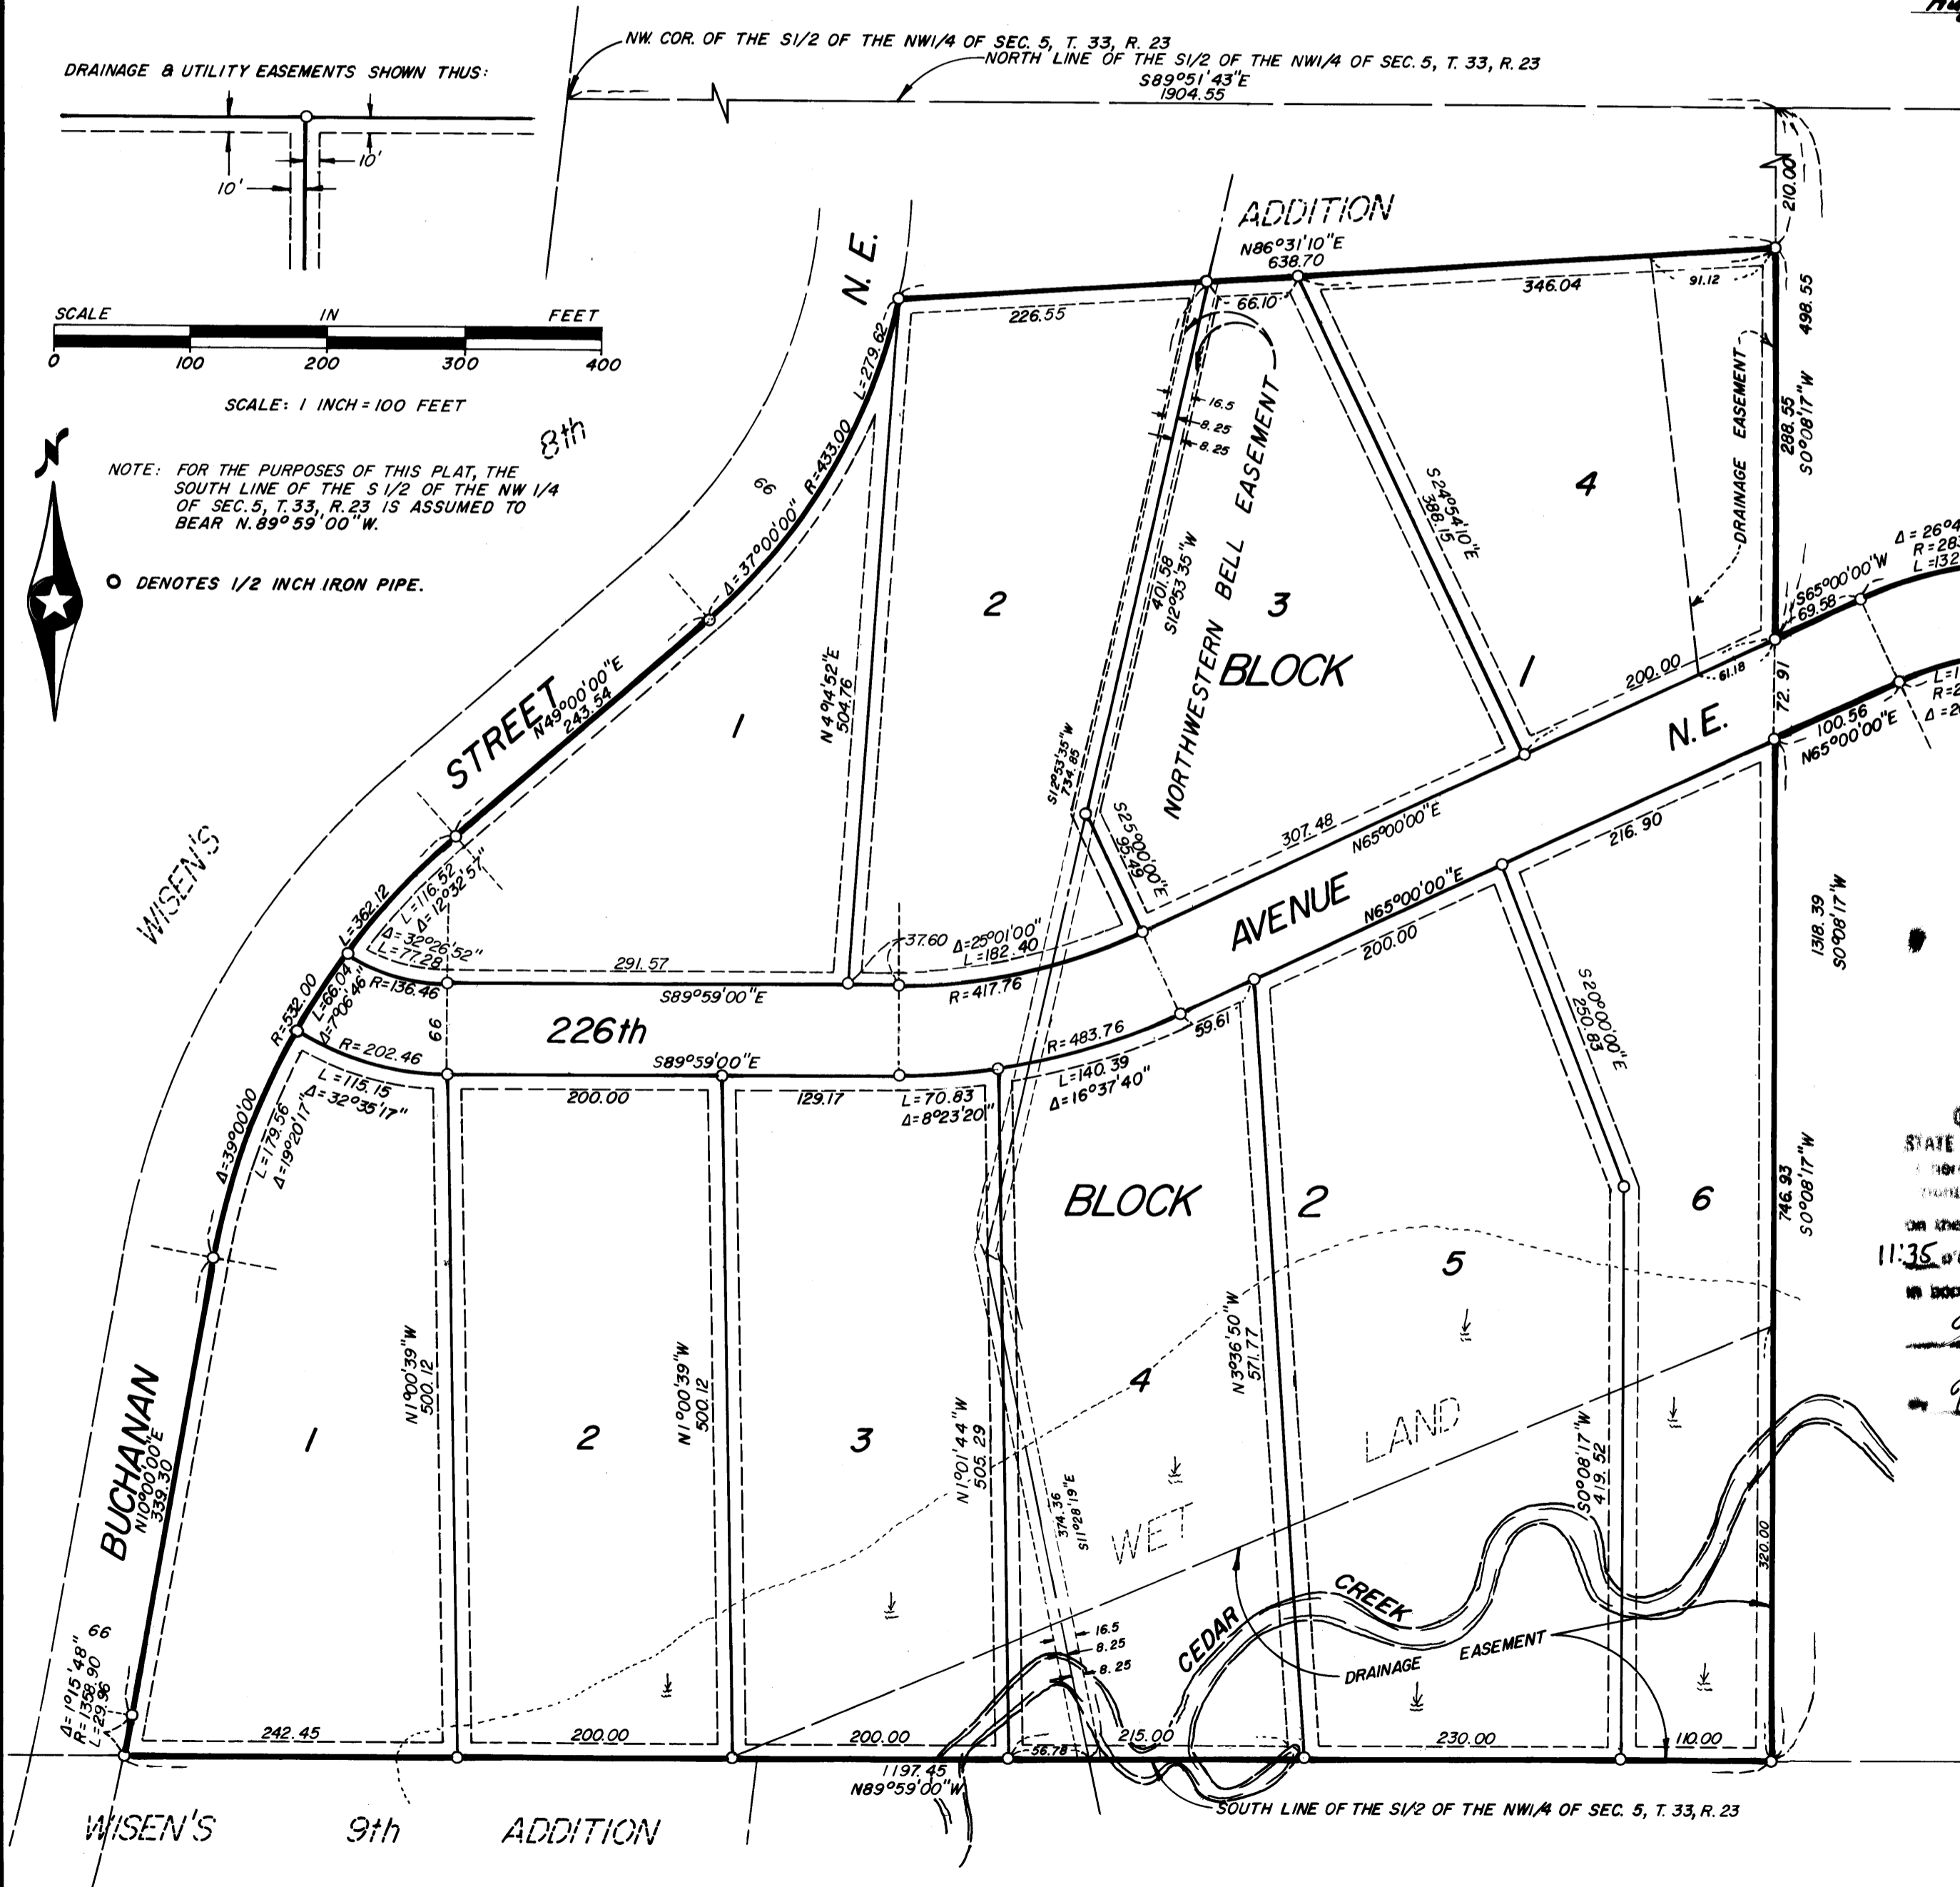 NW. COR. OF THE S1/2 OF THE NW1/4 OF SEC. 5, T. 33, R. 23
NORTH LINE OF THE S1/2 OF THE NW1/4 OF SEC. 5, T. 33, R. 23
S89°51'43"E
1904.55
DRAINAGE & UTILITY EASEMENTS SHOWN THUS:
10'
10'
SCALE IN FEET
0 100 200 300 400
SCALE: 1 INCH = 100 FEET
NOTE: FOR THE PURPOSES OF THIS PLAT, THE
SOUTH LINE OF THE S 1/2 OF THE NW 1/4
OF SEC. 5, T. 33, R. 23 IS ASSUMED TO
BEAR N. 89°59'00"W.
N
DENOTES 1/2 INCH IRON PIPE.
8th
ADDITION
N86°31'10"E
638.70
N. E.
226.55
66.10
346.04
91.12
210.00
498.55
288.55
S0°08'17"W
DRAINAGE EASEMENT
L=279.62
R=433.00
Δ=37°00'00"
66
16.5
8.25
8.25
NORTHWESTERN BELL EASEMENT
401.58
S12°53'35"W
S24°54'10"E
388.15
4
2
3
BLOCK
1
1
N4°14'52"E
504.76
S12°53'35"W
734.85
S25°00'00"E
95.49
STREET
N49°00'00"E
243.54
WISEN'S
L=362.12
L=116.52
Δ=12°32'57"
Δ=32°26'52"
L=77.28
R=136.46
291.57
S89°59'00"E
37.60
Δ=25°01'00"
L=182.40
R=417.76
307.48
N65°00'00"E
200.00
61.18
S65°00'00"W
69.58
Δ=26°4
R=28
L=132
72.91
100.56
N65°00'00"E
N.E.
AVENUE
N65°00'00"E
200.00
216.90
226th
66
R=532.00
L=66.04
Δ=7°06'46"
R=202.46
L=115.15
Δ=32°35'17"
S89°59'00"E
200.00
129.17
L=70.83
Δ=8°23'20"
R=483.76
L=140.39
Δ=16°37'40"
59.61
S20°00'00"E
250.83
1318.39
S0°08'17"W
746.93
S0°08'17"W
Δ=39°00'00
L=179.56
Δ=19°20'17"
BLOCK 2
STATE
11:35
BUCHANAN
N10°00'00"E
339.30
1
N1°00'39"W
500.12
2
N1°00'39"W
500.12
3
N1°01'44"W
505.29
4
374.36
S11°28'19"E
N3°36'50"W
571.77
5
S0°08'17"W
419.52
6
320.00
WET LAND
CEDAR CREEK
DRAINAGE EASEMENT
16.5
8.25
8.25
66
Δ=1°15'48"
R=1358.90
L=29.96
242.45
200.00
200.00
56.78
215.00
230.00
110.00
1197.45
N89°59'00"W
SOUTH LINE OF THE S1/2 OF THE NW1/4 OF SEC. 5, T. 33, R. 23
WISEN'S 9th ADDITION